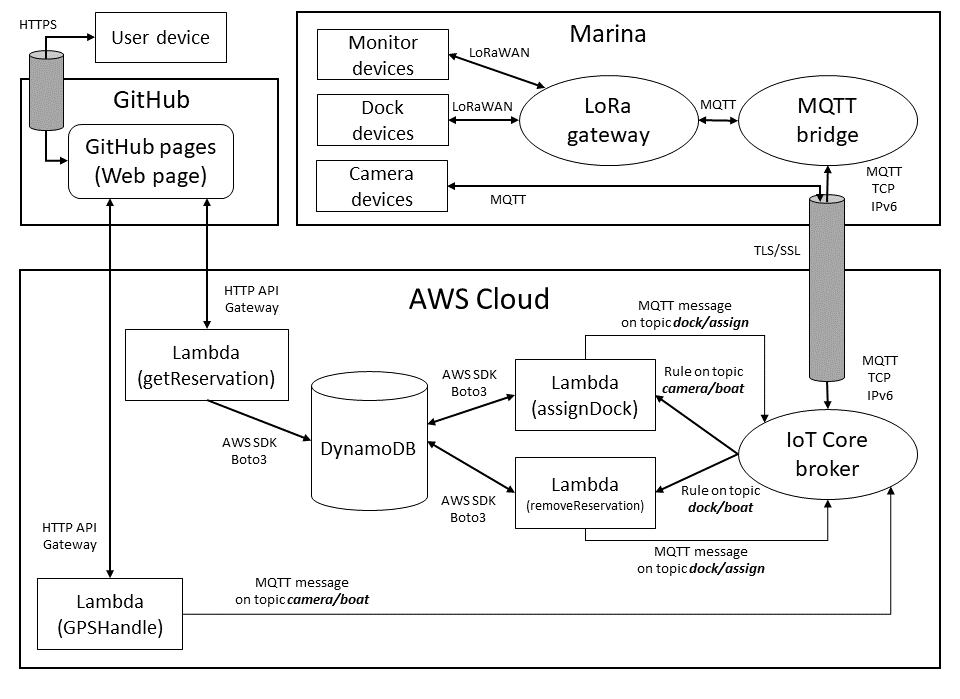 HTTPS
User device
GitHub
GitHub pages
(Web page)
Marina
Monitor
devices
LoRaWAN
Dock
devices
LoRaWAN
LoRa
gateway
MQTT
MQTT
bridge
Camera
devices
MQTT
MQTT
TCP
IPv6
TLS/SSL
AWS Cloud
HTTP API
Gateway
Lambda
(getReservation)
AWS SDK
Boto3
DynamoDB
AWS SDK
Boto3
Lambda
(assignDock)
MQTT message
on topic dock/assign
Rule on topic
camera/boat
MQTT
TCP
IPv6
IoT Core
broker
AWS SDK
Boto3
Lambda
(removeReservation)
Rule on topic
dock/boat
MQTT message
on topic dock/assign
HTTP API
Gateway
Lambda
(GPSHandle)
MQTT message
on topic camera/boat